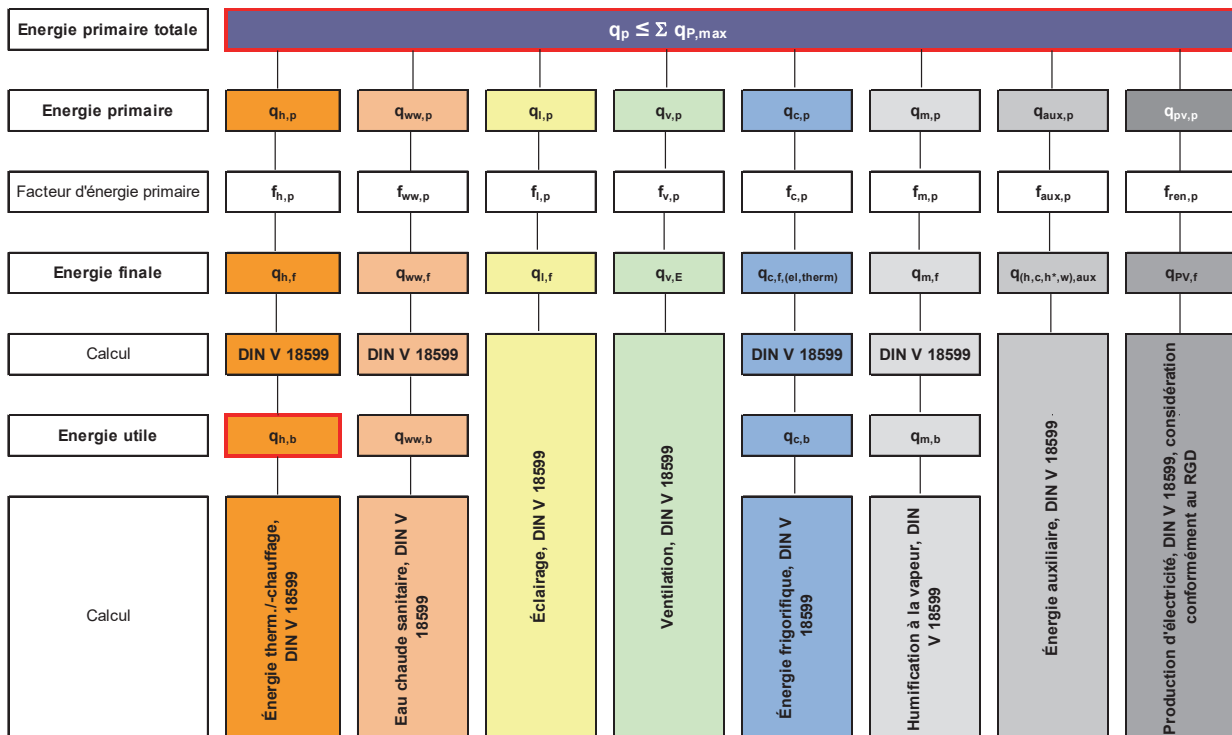 Energie primaire totale
qp ≤ Σ qP,max
Energie primaire
qh,p
qww,p
ql,p
qv,p
qc,p
qm,p
qaux,p
qpv,p
Facteur d'énergie primaire
fh,p
fww,p
fl,p
fv,p
fc,p
fm,p
faux,p
fren,p
Energie finale
qh,f
qww,f
ql,f
qv,E
qc,f,(el,therm)
qm,f
q(h,c,h*,w),aux
qPV,f
Calcul
DIN V 18599
DIN V 18599
DIN V 18599
DIN V 18599
Energie utile
qh,b
qww,b
qc,b
qm,b
Calcul
Énergie therm./-chauffage,
DIN V 18599
Eau chaude sanitaire, DIN V
18599
Éclairage, DIN V 18599
Ventilation, DIN V 18599
Énergie frigorifique, DIN V
18599
Humification à la vapeur, DIN
V 18599
Énergie auxiliaire, DIN V 18599
Production d'électricité, DIN V 18599, considération
conformément au RGD